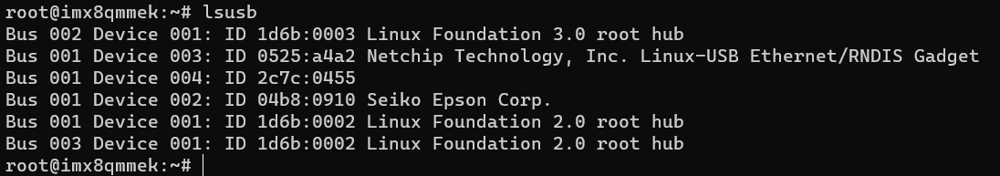 root@imx8qmmek:~# lsusb
Bus 002 Device 001: ID 1d6b:0003 Linux Foundation 3.0 root hub
Bus 001 Device 003: ID 0525:a4a2 Netchip Technology, Inc. Linux-USB Ethernet/RNDIS Gadget
Bus 001 Device 004: ID 2c7c:0455
Bus 001 Device 002: ID 04b8:0910 Seiko Epson Corp.
Bus 001 Device 001: ID 1d6b:0002 Linux Foundation 2.0 root hub
Bus 003 Device 001: ID 1d6b:0002 Linux Foundation 2.0 root hub
root@imx8qmmek:~#